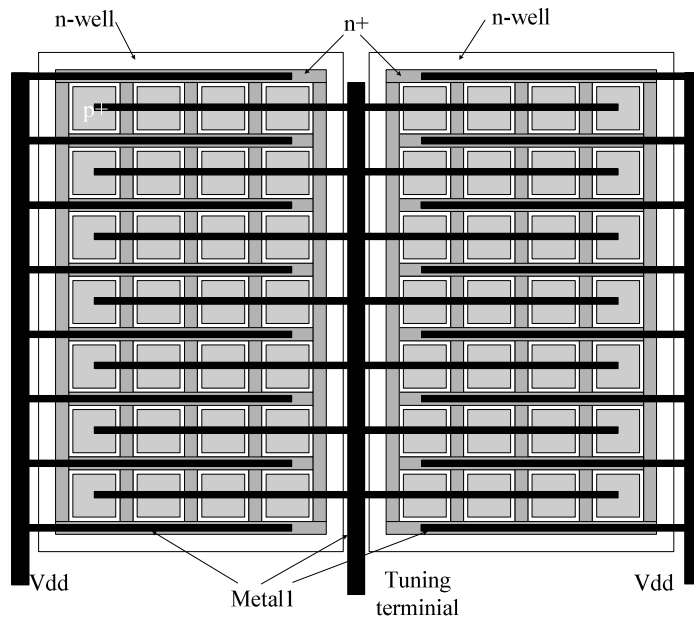 n-well
n+
n-well
p+
Vdd
Metal1
Tuning
terminial
Vdd